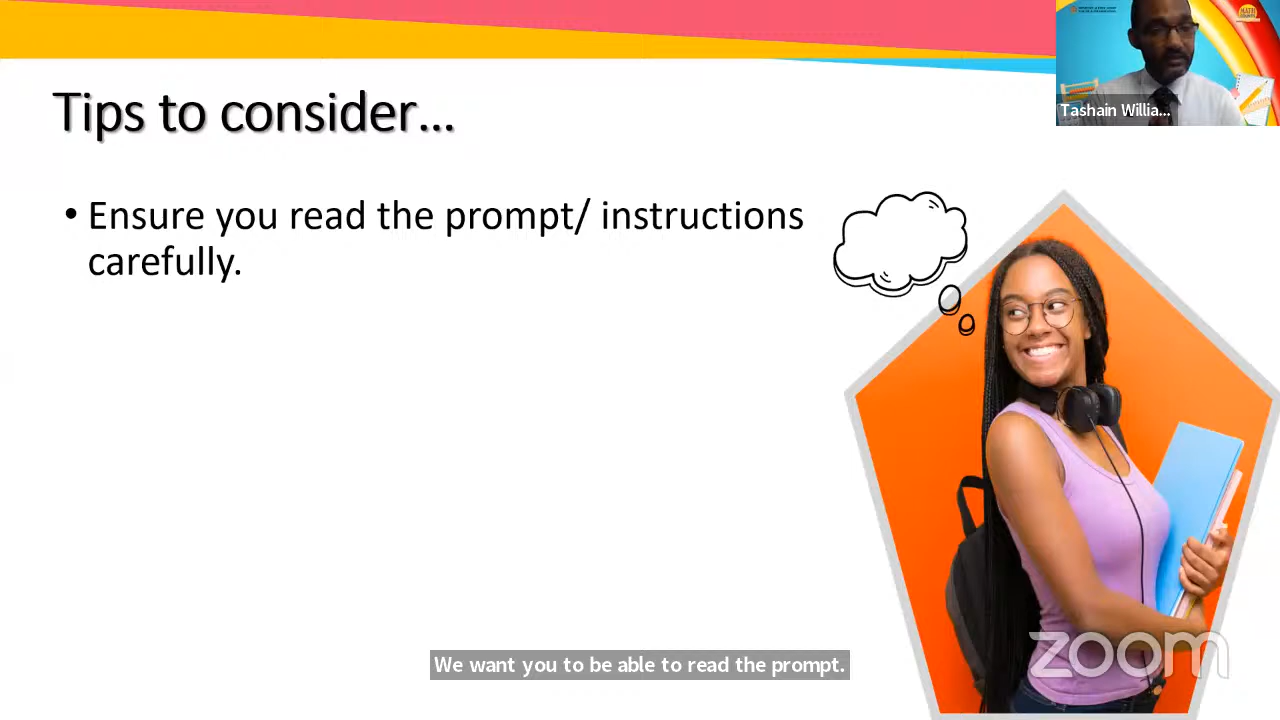 Tips to consider...
• Ensure you read the prompt/ instructions
carefully.
Tashain Willia...
MATH
We want you to be able to read the prompt.
zoom